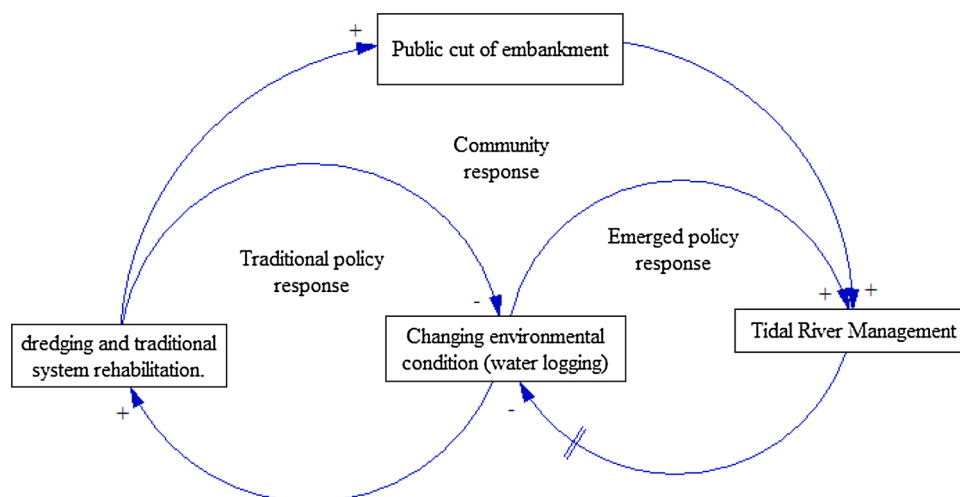 +
Public cut of embankment
Community
response
Traditional policy
response
Emerged policy
response
-
+
+
dredging and traditional
system rehabilitation.
Changing environmental
condition (water logging)
Tidal River Management
+
-